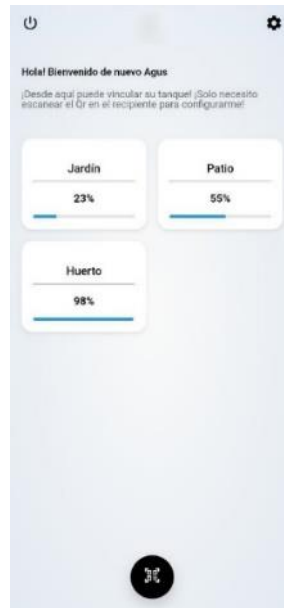 Hola! Bienvenido de nuevo Agus
¡Desde aquí puede vincular su tanque! ¡Solo necesito
escanear el Qr en el recipiente para configurarme!
Jardín
Patio
23%
55%
Huerto
98%